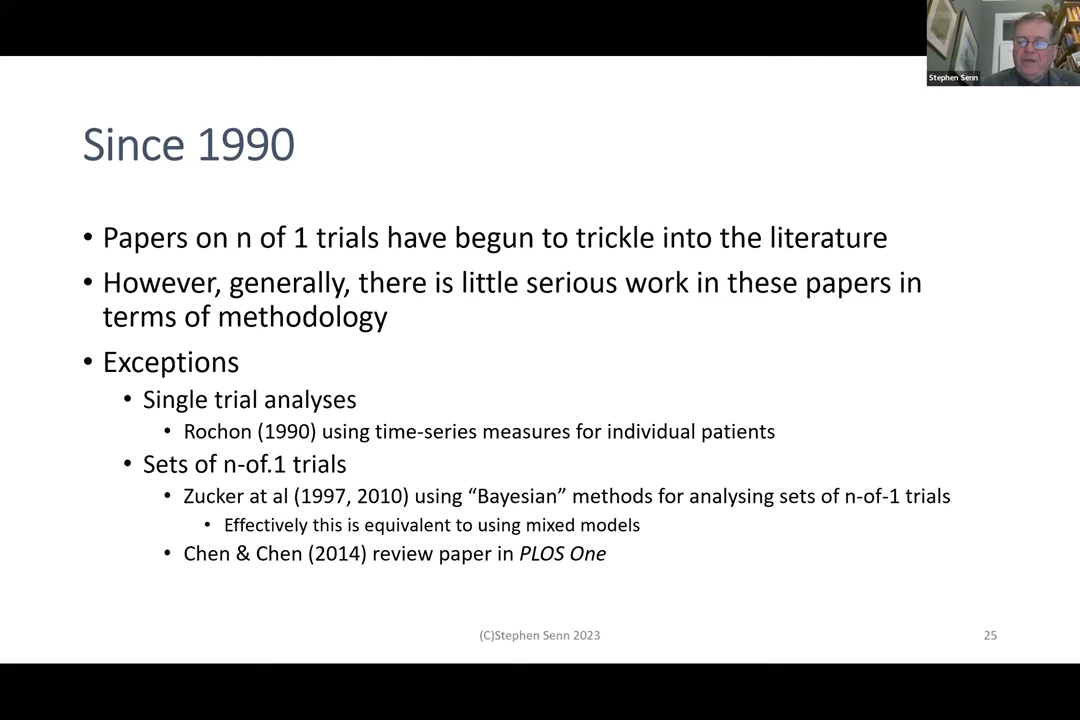 Stephen Senn
Since 1990
• Papers on n of 1 trials have begun to trickle into the literature
• However, generally, there is little serious work in these papers in
terms of methodology
• Exceptions
• Single trial analyses
• Rochon (1990) using time-series measures for individual patients
• Sets of n-of.1 trials
• Zucker at al (1997, 2010) using “Bayesian” methods for analysing sets of n-of-1 trials
• Effectively this is equivalent to using mixed models
• Chen & Chen (2014) review paper in PLOS One
(C)Stephen Senn 2023
25